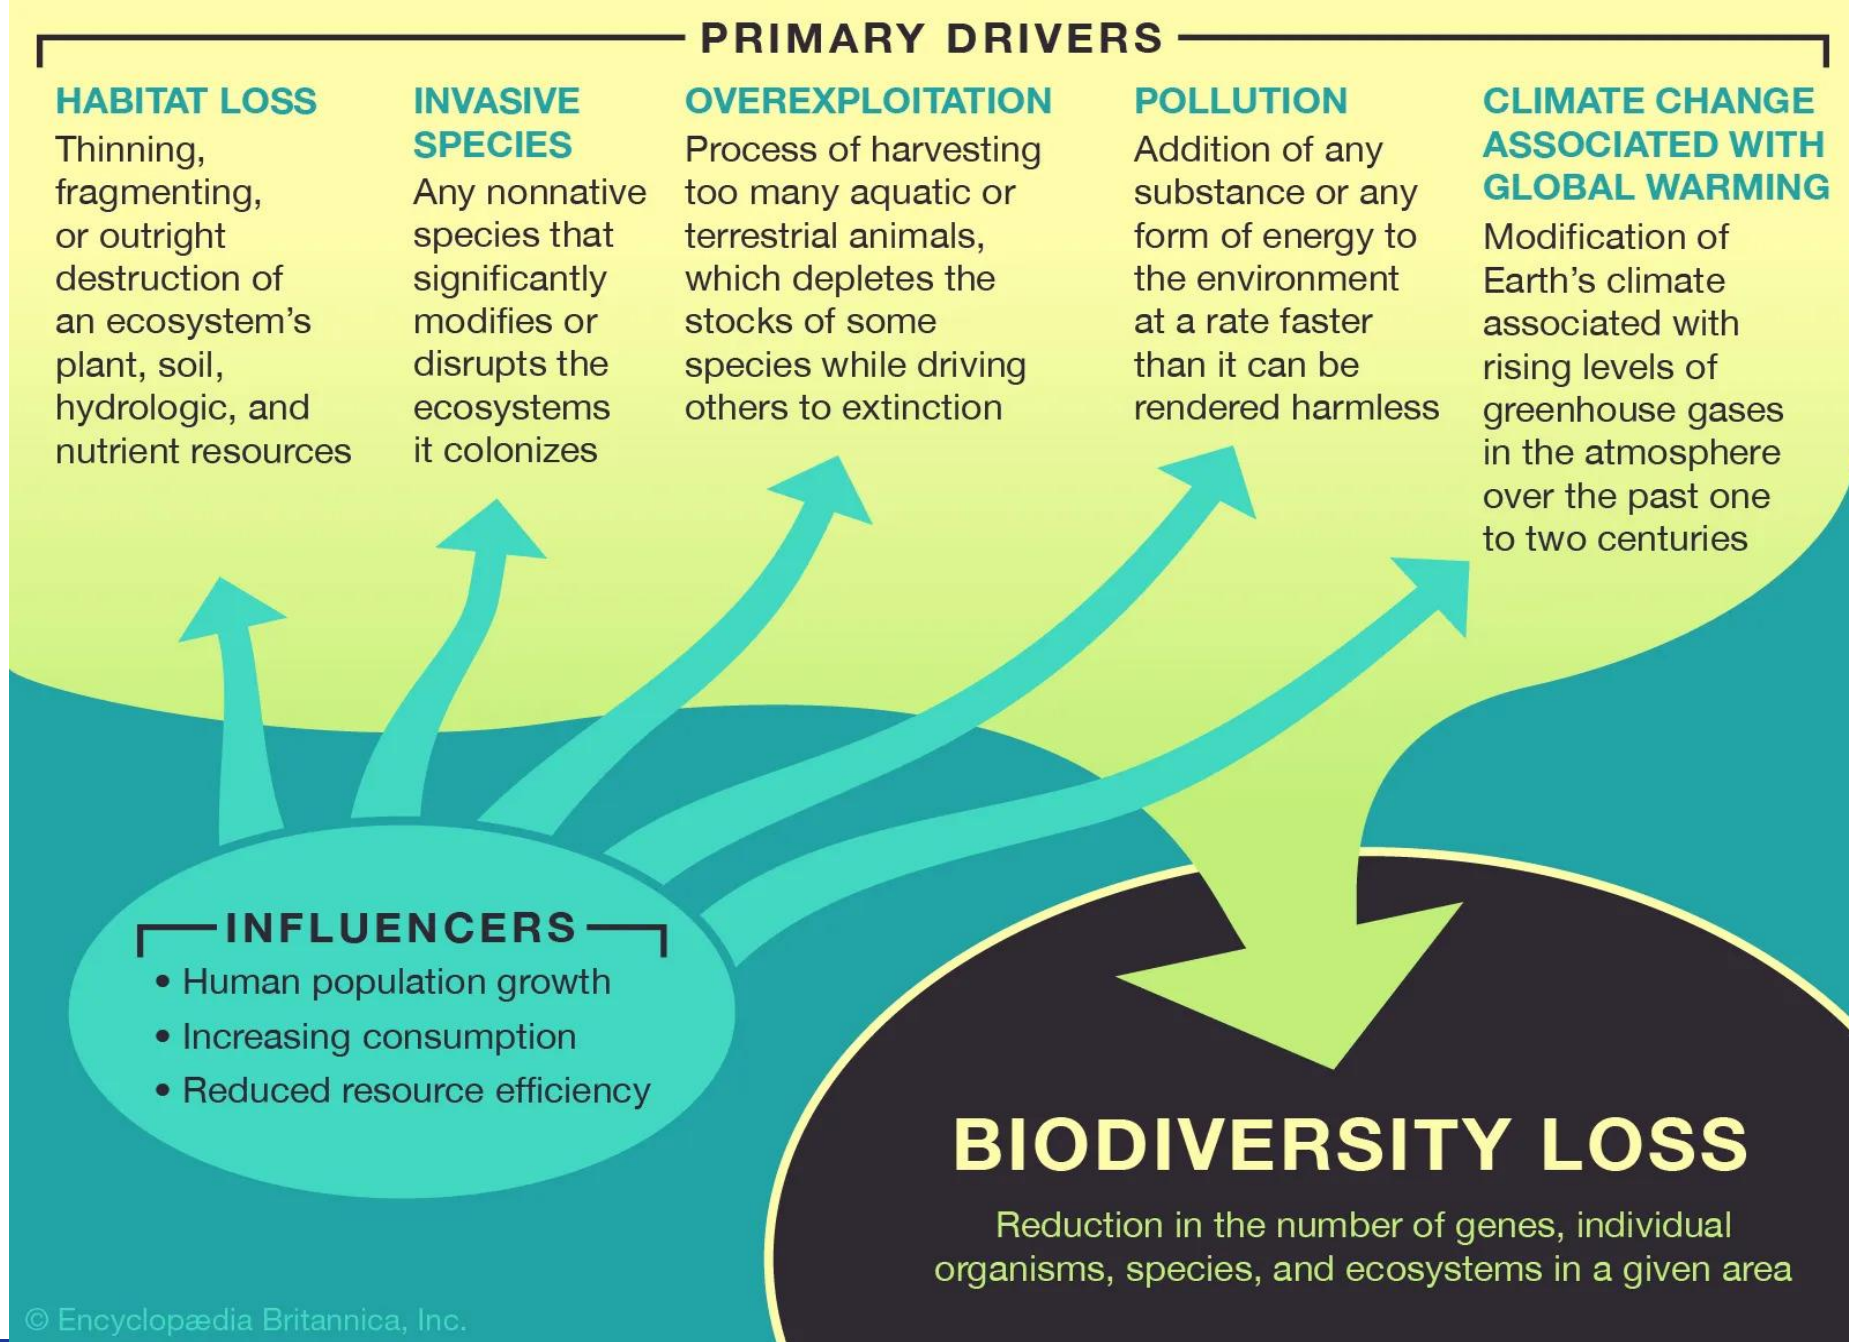 PRIMARY DRIVERS
HABITAT LOSS
Thinning,
fragmenting,
or outright
destruction of
an ecosystem's
plant, soil,
hydrologic, and
nutrient resources
INVASIVE
SPECIES
Any nonnative
species that
significantly
modifies or
disrupts the
ecosystems
it colonizes
OVEREXPLOITATION
Process of harvesting
too many aquatic or
terrestrial animals,
which depletes the
stocks of some
species while driving
others to extinction
POLLUTION
Addition of any
substance or any
form of energy to
the environment
at a rate faster
than it can be
rendered harmless
CLIMATE CHANGE
ASSOCIATED WITH
GLOBAL WARMING
Modification of
Earth's climate
associated with
rising levels of
greenhouse gases
in the atmosphere
over the past one
to two centuries
INFLUENCERS
• Human population growth
• Increasing consumption
• Reduced resource efficiency
BIODIVERSITY LOSS
Reduction in the number of genes, individual
organisms, species, and ecosystems in a given area
© Encyclopædia Britannica, Inc.